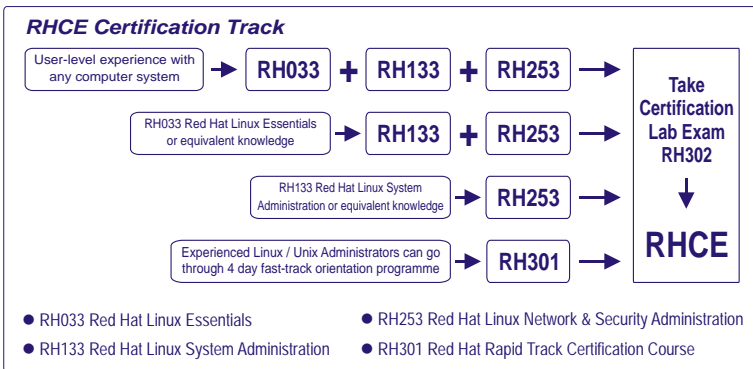 RHCE Certification Track
User-level experience with
any computer system
RH033 + RH133 + RH253
RH033 Red Hat Linux Essentials
or equivalent knowledge
RH133 + RH253
RH133 Red Hat Linux System
Administration or equivalent knowledge
RH253
Experienced Linux / Unix Administrators can go
through 4 day fast-track orientation programme
RH301
Take
Certification
Lab Exam
RH302
RHCE
● RH033 Red Hat Linux Essentials
● RH133 Red Hat Linux System Administration
● RH253 Red Hat Linux Network & Security Administration
● RH301 Red Hat Rapid Track Certification Course